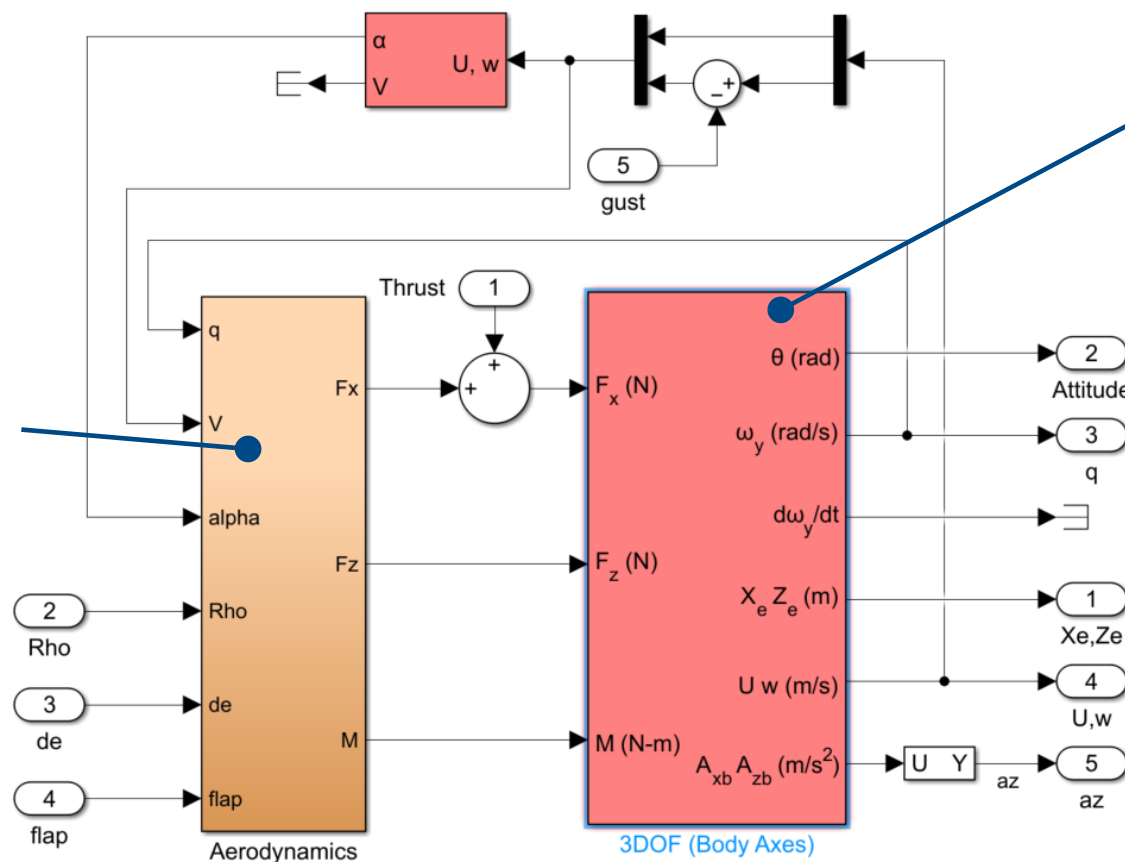 α
V
U, w
−
+
5
gust
Thrust
1
+
+
q
V
alpha
Rho
de
flap
Fx
Fz
M
Aerodynamics
2
Rho
3
de
4
flap
F_x (N)
F_z (N)
M (N-m)
θ (rad)
ω_y (rad/s)
dω_y/dt
X_e Z_e (m)
U w (m/s)
A_xb A_zb (m/s²)
3DOF (Body Axes)
2
Attitude
3
q
1
Xe,Ze
4
U,w
U Y
az
5
az